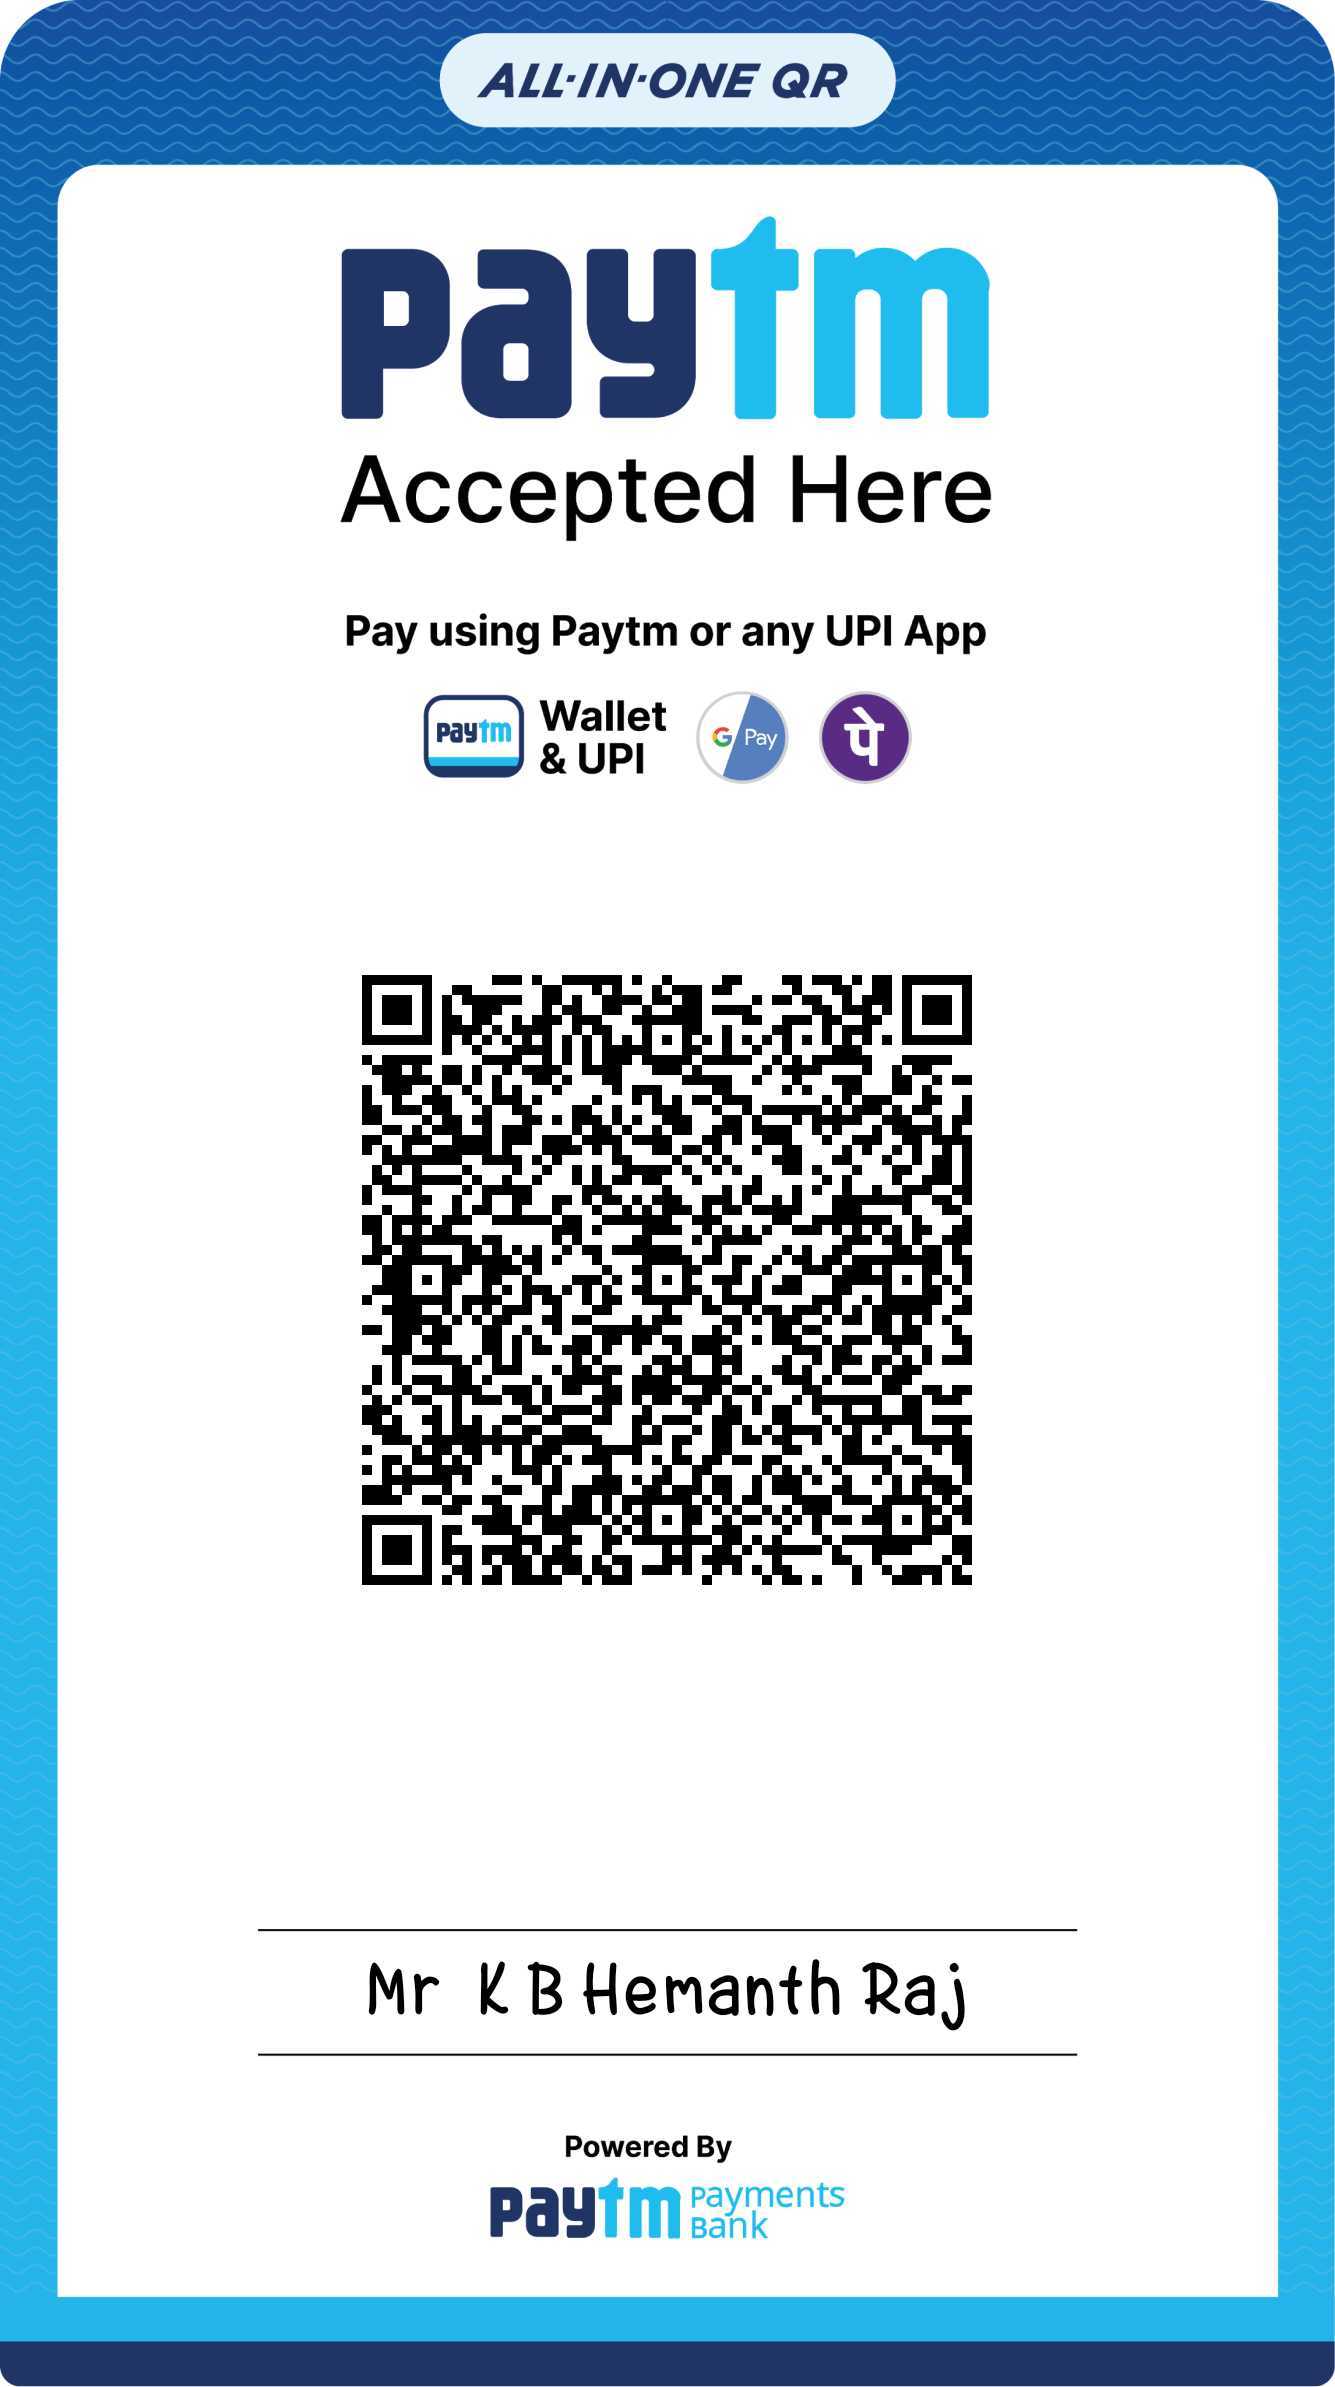 ALL-IN-ONE QR
paytm
Accepted Here
Pay using Paytm or any UPI App
paytm
Wallet
& UPI
G Pay
पे
Mr K B Hemanth Raj
Powered By
paytm Payments
Bank